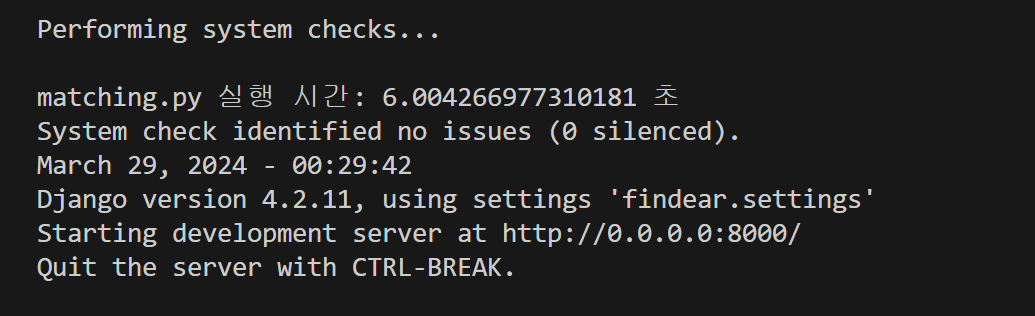 Performing system checks...
matching.py 실행 시간: 6.004266977310181 초
System check identified no issues (0 silenced).
March 29, 2024 - 00:29:42
Django version 4.2.11, using settings 'findear.settings'
Starting development server at http://0.0.0.0:8000/
Quit the server with CTRL-BREAK.